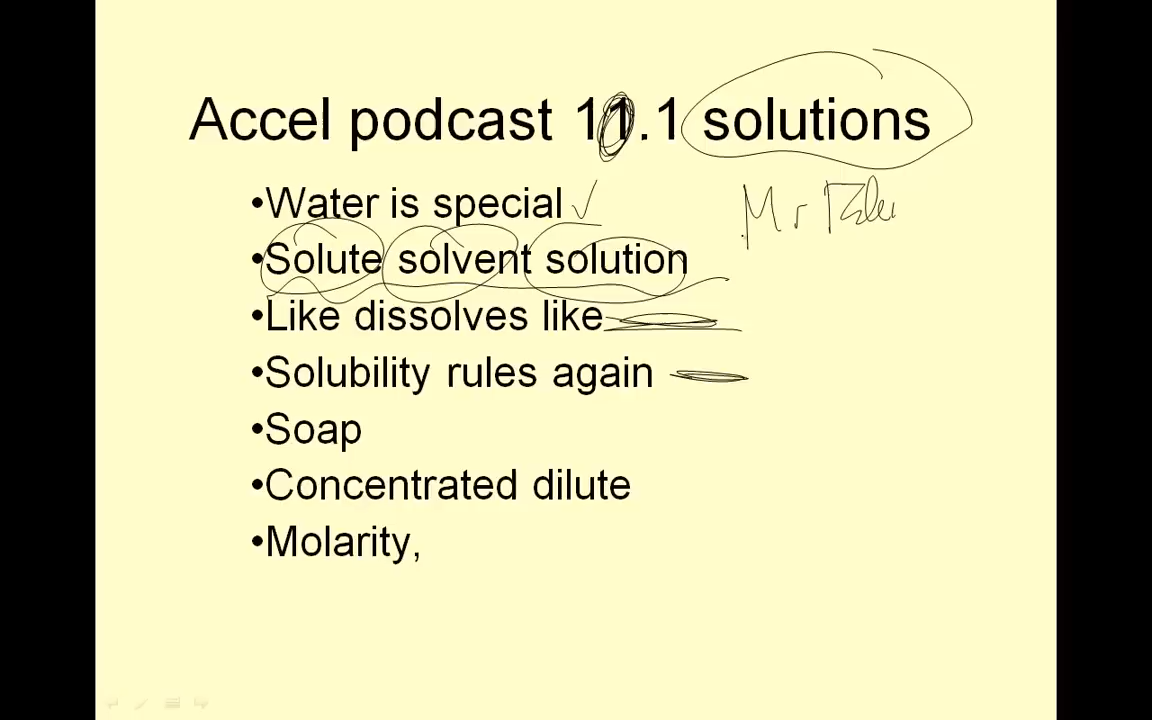 Accel podcast 11.1 solutions
•Water is special
Mr
•Solute solvent solution
•Like dissolves like
•Solubility rules again
•Soap
•Concentrated dilute
•Molarity,